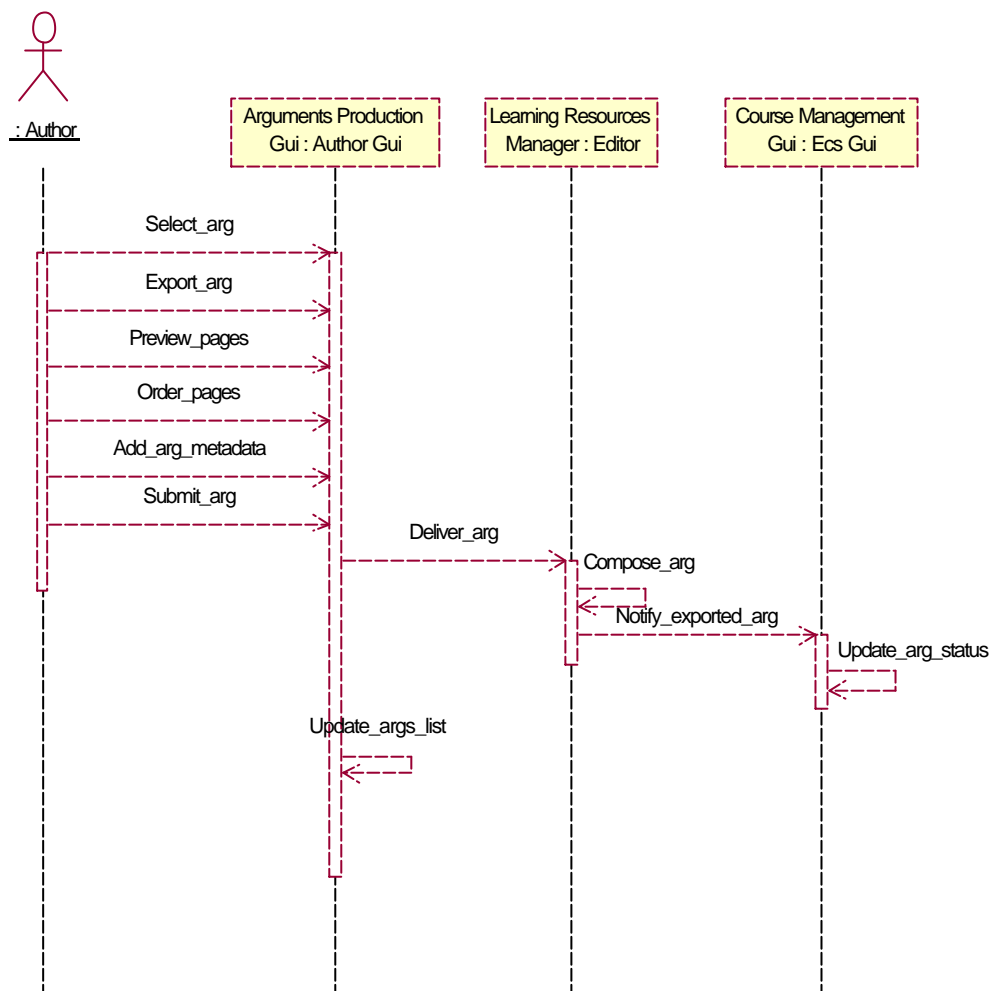 : Author
Arguments Production
Gui : Author Gui
Learning Resources
Manager : Editor
Course Management
Gui : Ecs Gui
Select_arg
Export_arg
Preview_pages
Order_pages
Add_arg_metadata
Submit_arg
Deliver_arg
Compose_arg
Notify_exported_arg
Update_arg_status
Update_args_list